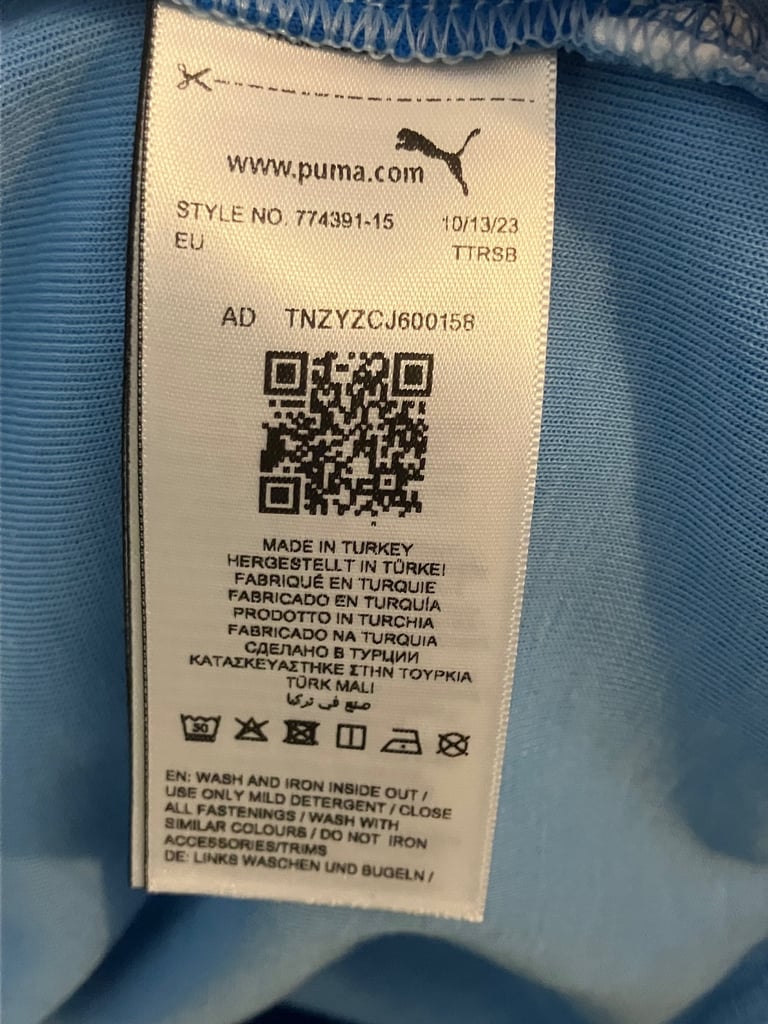 www.puma.com
STYLE NO. 774391-15 10/13/23
EU TTRSB
AD TNZYZCJ600158
MADE IN TURKEY
HERGESTELLT IN TÜRKEI
FABRIQUÉ EN TURQUIE
FABRICADO EN TURQUÍA
PRODOTTO IN TURCHIA
FABRICADO NA TURQUIA
СДЕЛАНО В ТУРЦИИ
ΚΑΤΑΣΚΕΥΑΣΤΗΚΕ ΣΤΗΝ ΤΟΥΡΚΙΑ
TÜRK MALI
صنع في تركيا
30
EN: WASH AND IRON INSIDE OUT /
USE ONLY MILD DETERGENT / CLOSE
ALL FASTENINGS / WASH WITH
SIMILAR COLOURS / DO NOT IRON
ACCESSORIES/TRIMS
DE: LINKS WASCHEN UND BÜGELN /